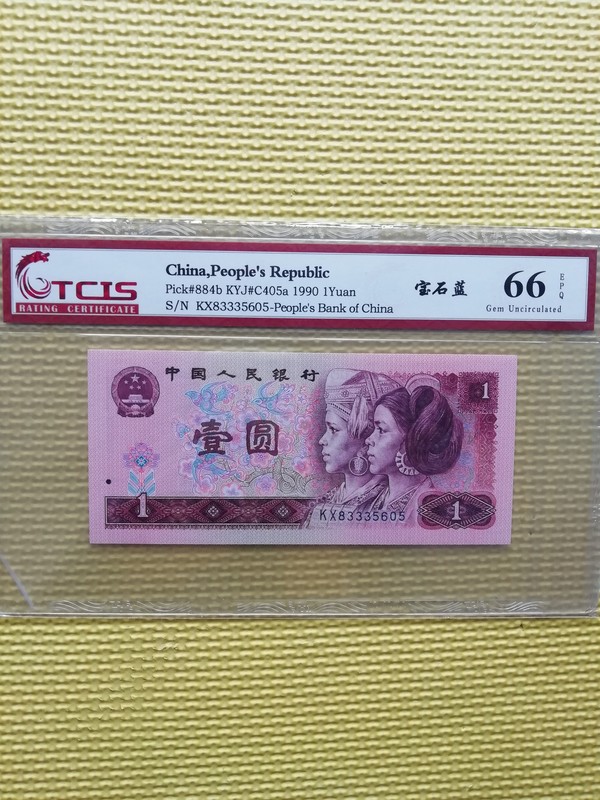 TCIS
RATING CERTIFICATE
China,People's Republic
Pick#884b KYJ#C405a 1990 1Yuan
S/N KX83335605-People's Bank of China
宝石蓝
66
EPQ
Gem Uncirculated
中国人民银行
1
壹圆
1
KX83335605
1